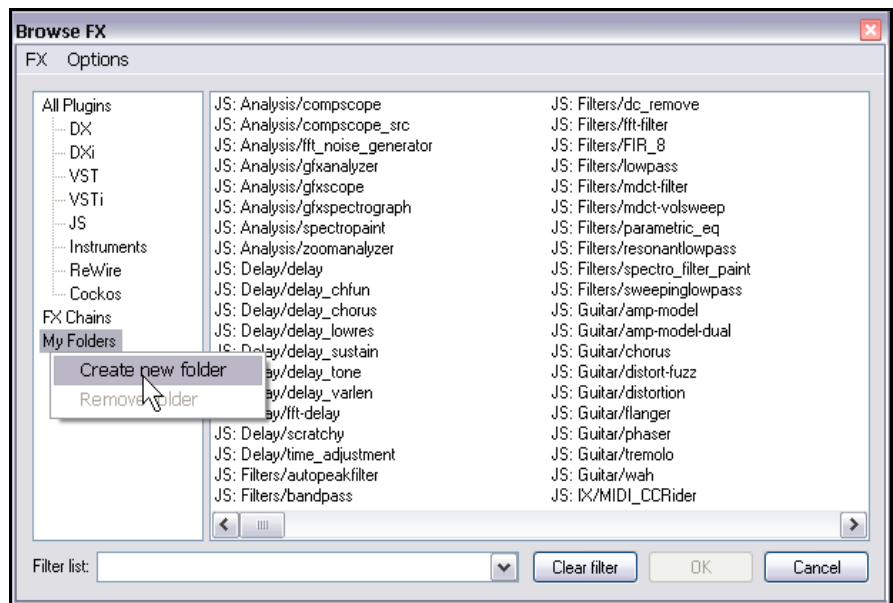 Browse FX
FX Options
All Plugins
DX
DXi
VST
VSTi
JS
Instruments
ReWire
Cockos
FX Chains
My Folders
Create new folder
Remove folder
JS: Analysis/compscope
JS: Analysis/compscope_src
JS: Analysis/fft_noise_generator
JS: Analysis/gfxanalyzer
JS: Analysis/gfxscope
JS: Analysis/gfxspectrograph
JS: Analysis/spectropaint
JS: Analysis/zoomanalyzer
JS: Delay/delay
JS: Delay/delay_chfun
JS: Delay/delay_chorus
JS: Delay/delay_lowres
JS: Delay/delay_sustain
ay/delay_tone
ay/delay_varlen
ay/fft-delay
JS: Delay/scratchy
JS: Delay/time_adjustment
JS: Filters/autopeakfilter
JS: Filters/bandpass
JS: Filters/dc_remove
JS: Filters/fft-filter
JS: Filters/FIR_8
JS: Filters/lowpass
JS: Filters/mdct-filter
JS: Filters/mdct-volsweep
JS: Filters/parametric_eq
JS: Filters/resonantlowpass
JS: Filters/spectro_filter_paint
JS: Filters/sweepinglowpass
JS: Guitar/amp-model
JS: Guitar/amp-model-dual
JS: Guitar/chorus
JS: Guitar/distort-fuzz
JS: Guitar/distortion
JS: Guitar/flanger
JS: Guitar/phaser
JS: Guitar/tremolo
JS: Guitar/wah
JS: IX/MIDI_CCRider
Filter list:
Clear filter
OK
Cancel